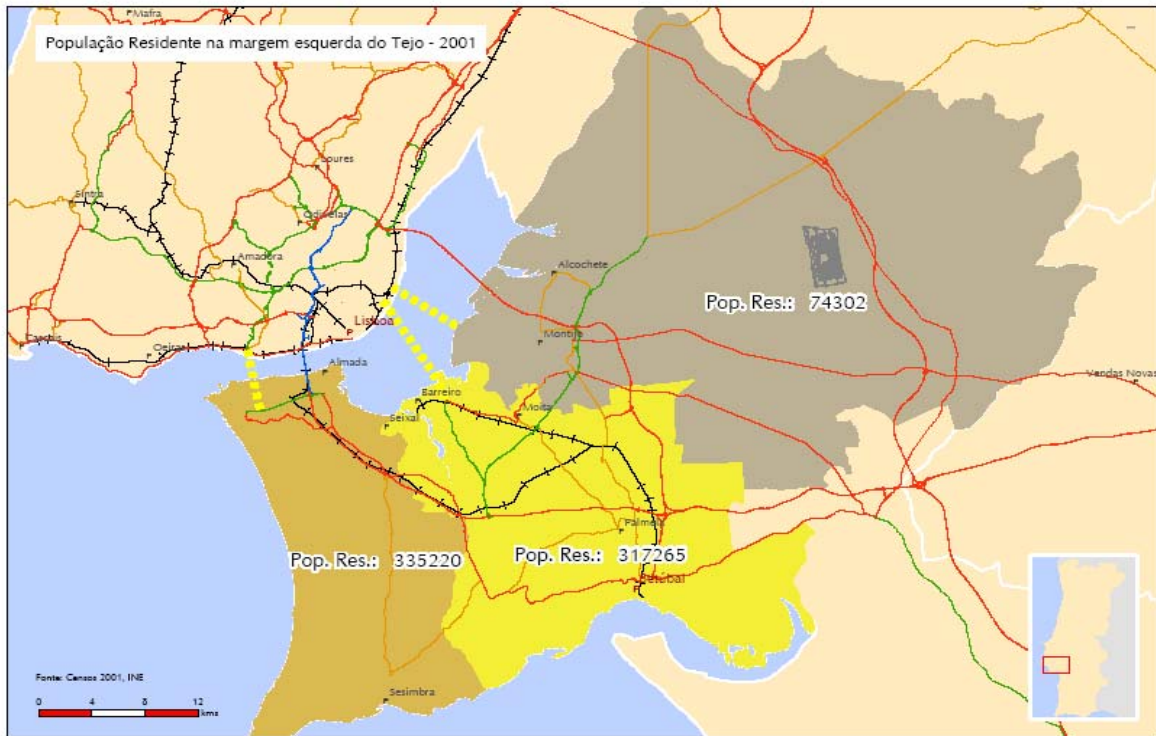 Mafra
População Residente na margem esquerda do Tejo - 2001
Loures
Sintra
Odivelas
Amadora
Alcochete
Pop. Res.: 74302
Lisboa
Montijo
Cascais
Oeiras
Almada
Vendas Novas
Barreiro
Moita
Seixal
Palmela
Pop. Res.: 335220
Pop. Res.: 317265
Setúbal
Fonte: Censos 2001, INE
Sesimbra
0 4 8 12
kms